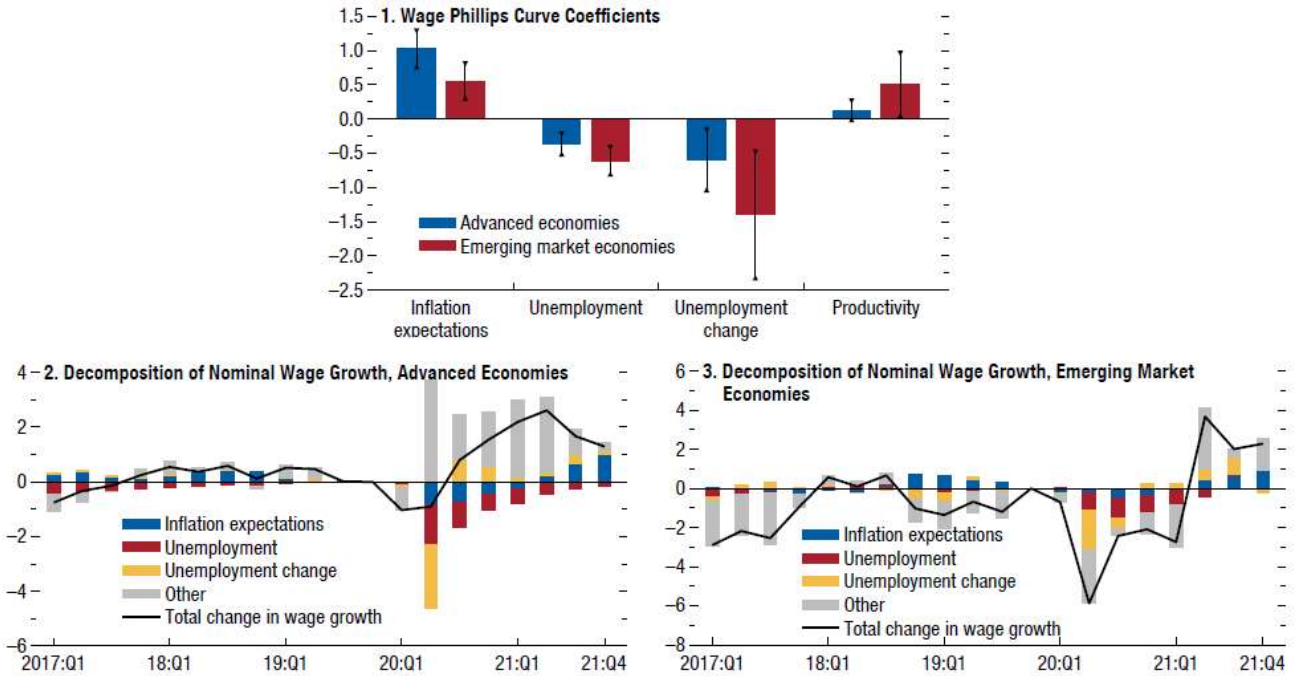 1. Wage Phillips Curve Coefficients
1.5
1.0
0.5
0.0
–0.5
–1.0
–1.5
–2.0
–2.5
Advanced economies
Emerging market economies
Inflation expectations
Unemployment
Unemployment change
Productivity
2. Decomposition of Nominal Wage Growth, Advanced Economies
4
2
0
–2
–4
–6
Inflation expectations
Unemployment
Unemployment change
Other
Total change in wage growth
2017:Q1
18:Q1
19:Q1
20:Q1
21:Q1
21:Q4
3. Decomposition of Nominal Wage Growth, Emerging Market
Economies
6
4
2
0
–2
–4
–6
–8
Inflation expectations
Unemployment
Unemployment change
Other
Total change in wage growth
2017:Q1
18:Q1
19:Q1
20:Q1
21:Q1
21:Q4